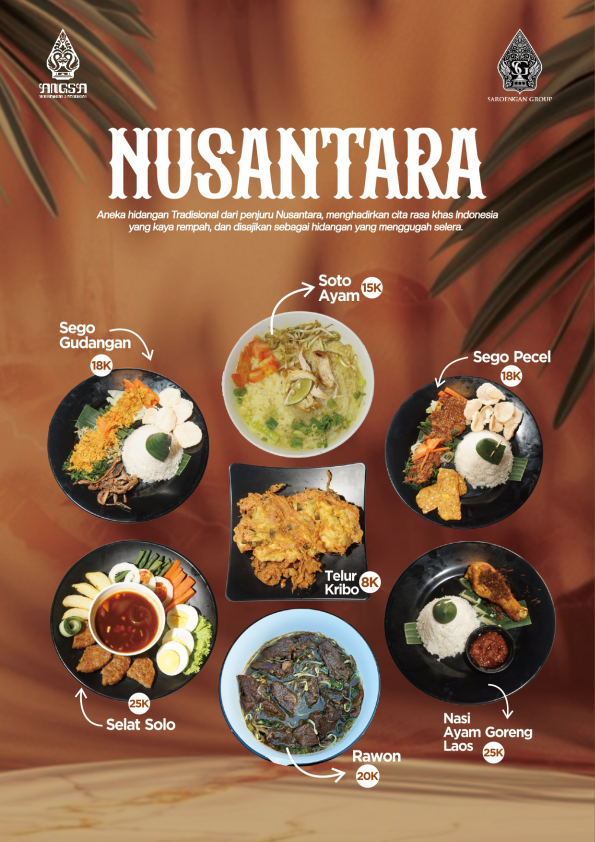 ANGSA
SAROENGAN GROUP
NUSANTARA
Aneka hidangan Tradisional dari penjuru Nusantara, menghadirkan cita rasa khas Indonesia
yang kaya rempah, dan disajikan sebagai hidangan yang menggugah selera.
Soto
Ayam 15K
Sego
Gudangan
18K
Sego Pecel
18K
Telur
Kribo 8K
25K
Selat Solo
Nasi
Ayam Goreng
Laos 25K
Rawon
20K